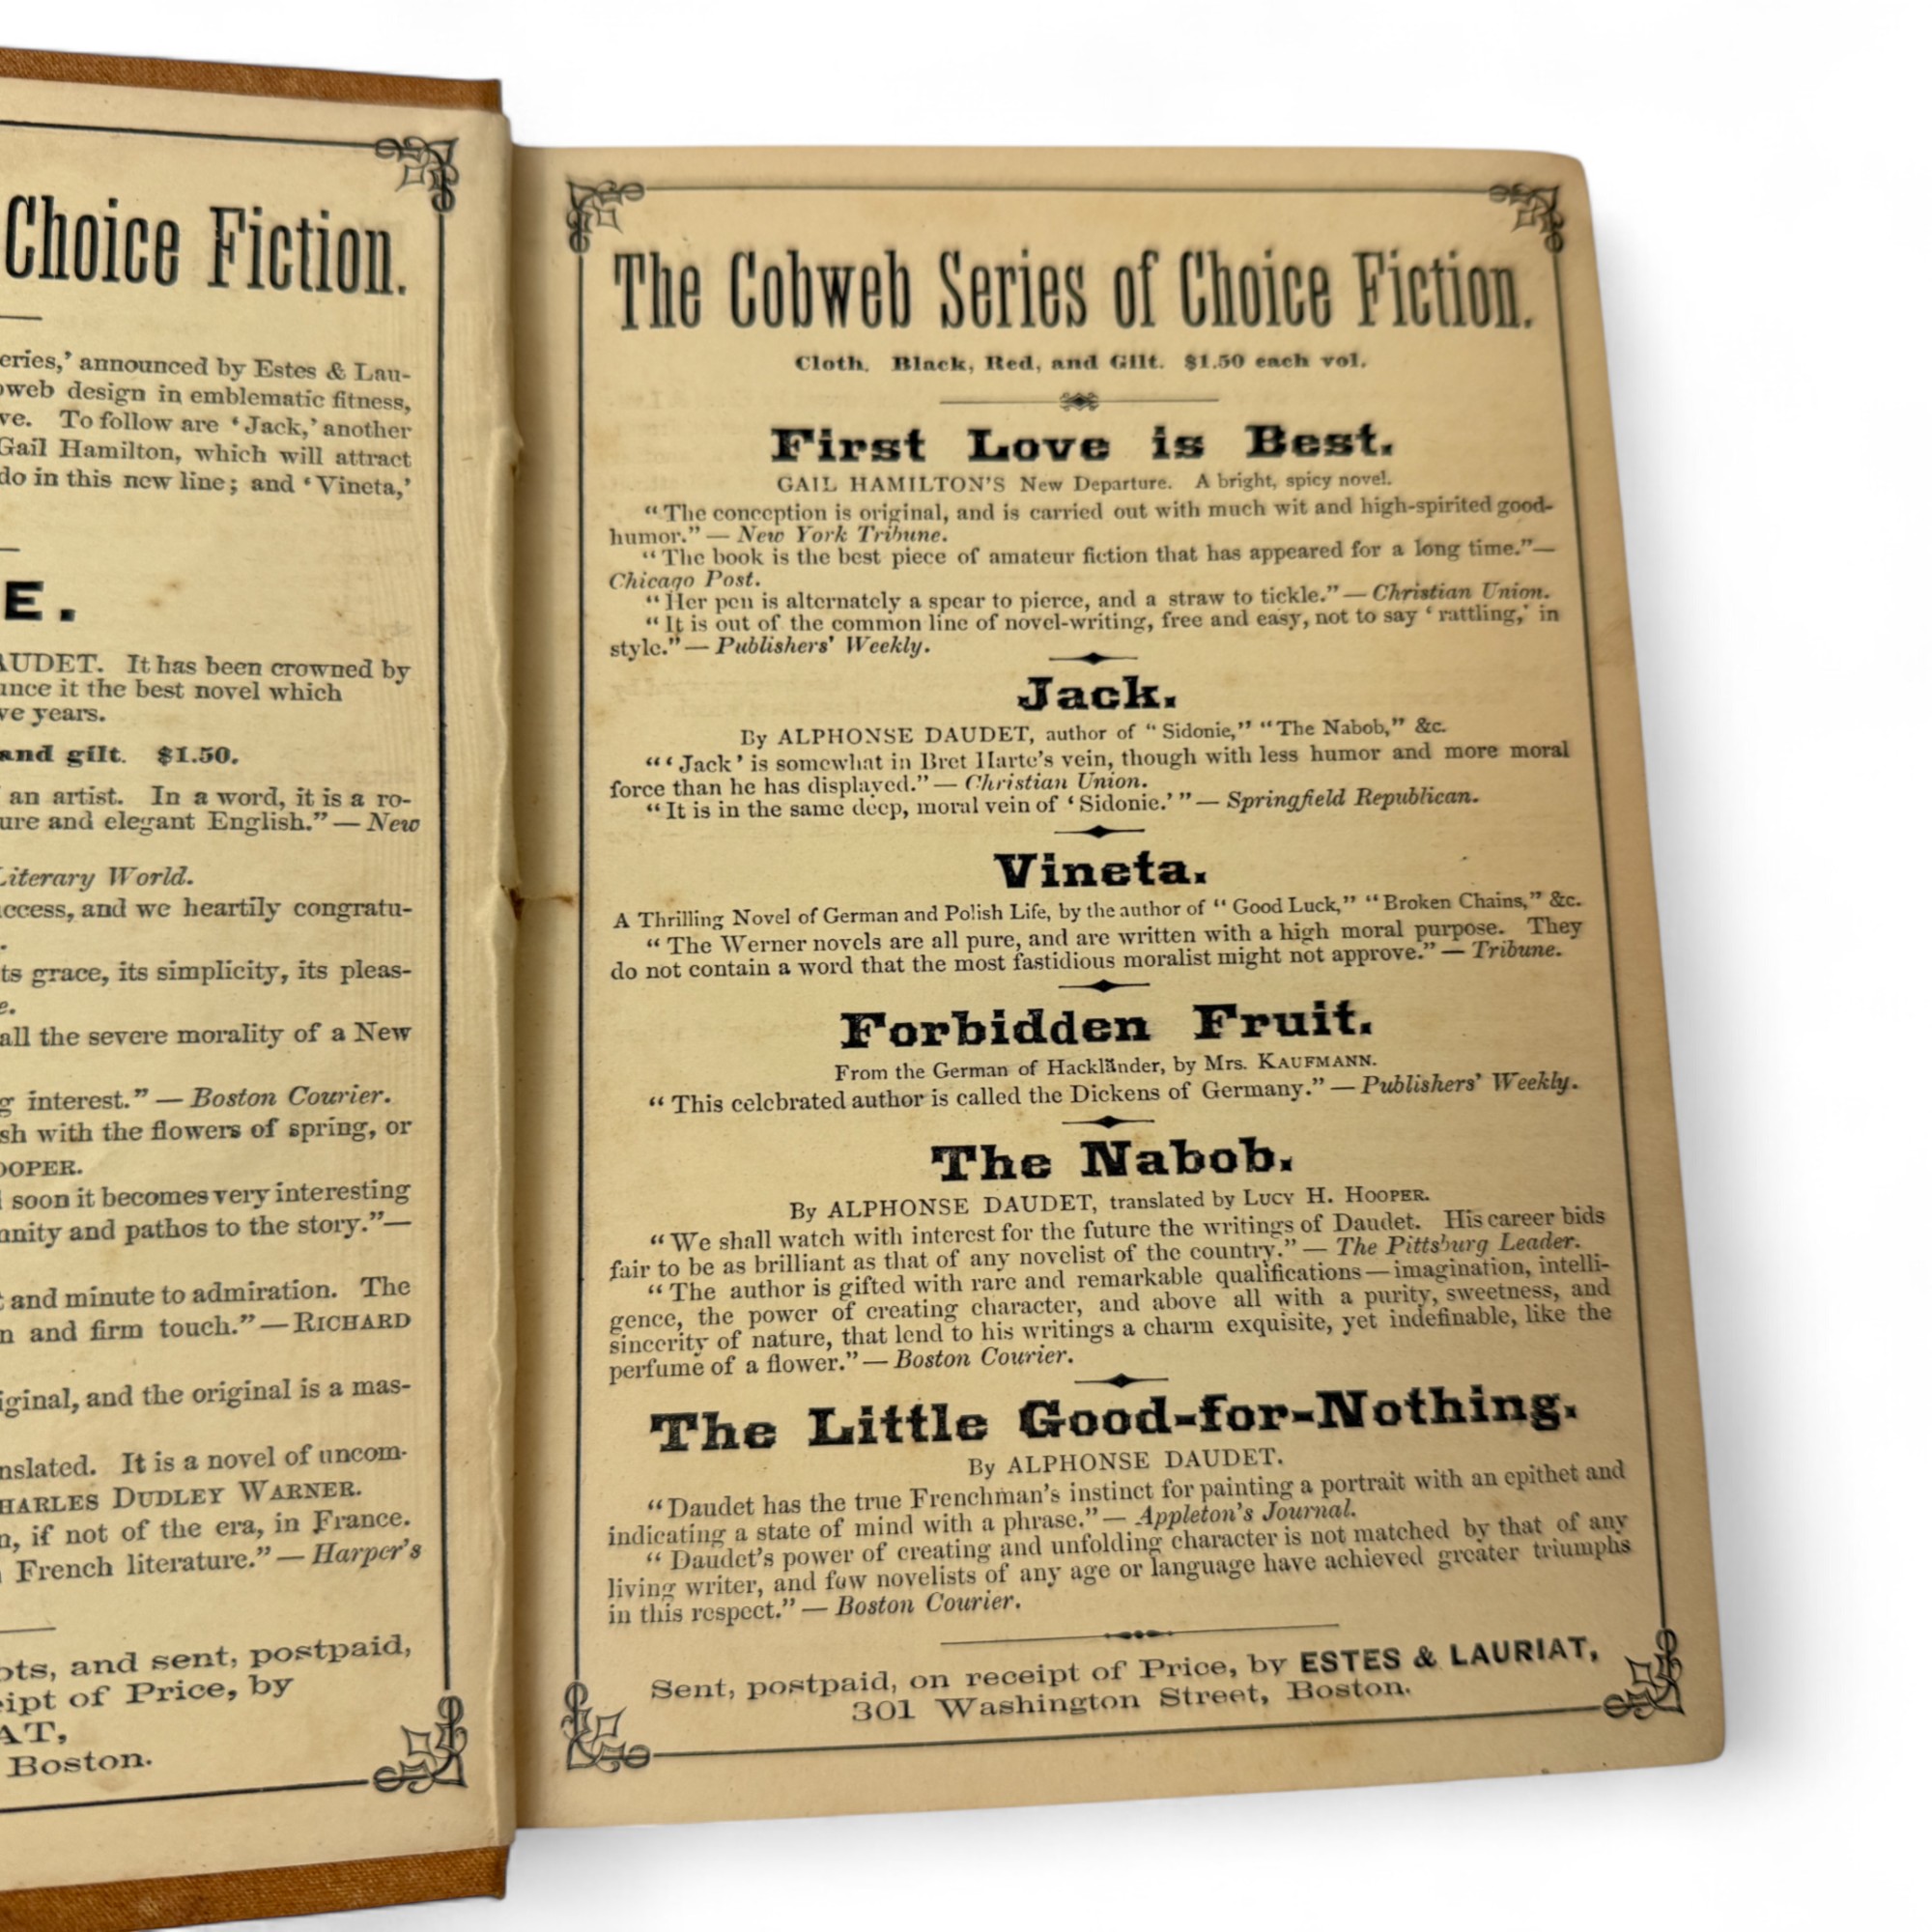 Choice Fiction.
eries,' announced by Estes & Lau-
web design in emblematic fitness,
ve. To follow are 'Jack,' another
Gail Hamilton, which will attract
do in this new line; and 'Vineta,'
E.
AUDET. It has been crowned by
unce it the best novel which
ve years.
and gilt. $1.50.
an artist. In a word, it is a ro-
ure and elegant English." — New
Literary World.
ccess, and we heartily congratu-
ts grace, its simplicity, its pleas-
e.
all the severe morality of a New
g interest." — Boston Courier.
sh with the flowers of spring, or
OOPER.
soon it becomes very interesting
anity and pathos to the story."—
t and minute to admiration. The
n and firm touch." — RICHARD
iginal, and the original is a mas-
nslated. It is a novel of uncom-
HARLES DUDLEY WARNER.
n, if not of the era, in France.
French literature." — Harper's
ots, and sent, postpaid,
eipt of Price, by
AT,
Boston.
The Cobweb Series of Choice Fiction.
Cloth. Black, Red, and Gilt. $1.50 each vol.
First Love is Best.
GAIL HAMILTON'S New Departure. A bright, spicy novel.
"The conception is original, and is carried out with much wit and high-spirited good-
humor." — New York Tribune.
"The book is the best piece of amateur fiction that has appeared for a long time."—
Chicago Post.
"Her pen is alternately a spear to pierce, and a straw to tickle." — Christian Union.
"It is out of the common line of novel-writing, free and easy, not to say 'rattling,' in
style." — Publishers' Weekly.
Jack.
By ALPHONSE DAUDET, author of "Sidonie," "The Nabob," &c.
"'Jack' is somewhat in Bret Harte's vein, though with less humor and more moral
force than he has displayed." — Christian Union.
"It is in the same deep, moral vein of 'Sidonie.'" — Springfield Republican.
Vineta.
A Thrilling Novel of German and Polish Life, by the author of "Good Luck," "Broken Chains," &c.
"The Werner novels are all pure, and are written with a high moral purpose. They
do not contain a word that the most fastidious moralist might not approve." — Tribune.
Forbidden Fruit.
From the German of Hackländer, by Mrs. KAUFMANN.
"This celebrated author is called the Dickens of Germany." — Publishers' Weekly.
The Nabob.
By ALPHONSE DAUDET, translated by LUCY H. HOOPER.
"We shall watch with interest for the future the writings of Daudet. His career bids
fair to be as brilliant as that of any novelist of the country." — The Pittsburg Leader.
"The author is gifted with rare and remarkable qualifications — imagination, intelli-
gence, the power of creating character, and above all with a purity, sweetness, and
sincerity of nature, that lend to his writings a charm exquisite, yet indefinable, like the
perfume of a flower." — Boston Courier.
The Little Good-for-Nothing.
By ALPHONSE DAUDET.
"Daudet has the true Frenchman's instinct for painting a portrait with an epithet and
indicating a state of mind with a phrase." — Appleton's Journal.
"Daudet's power of creating and unfolding character is not matched by that of any
living writer, and few novelists of any age or language have achieved greater triumphs
in this respect." — Boston Courier.
Sent, postpaid, on receipt of Price, by ESTES & LAURIAT,
301 Washington Street, Boston.